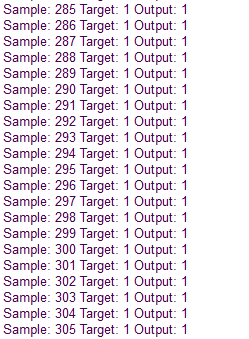 Sample: 285 Target: 1 Output: 1
Sample: 286 Target: 1 Output: 1
Sample: 287 Target: 1 Output: 1
Sample: 288 Target: 1 Output: 1
Sample: 289 Target: 1 Output: 1
Sample: 290 Target: 1 Output: 1
Sample: 291 Target: 1 Output: 1
Sample: 292 Target: 1 Output: 1
Sample: 293 Target: 1 Output: 1
Sample: 294 Target: 1 Output: 1
Sample: 295 Target: 1 Output: 1
Sample: 296 Target: 1 Output: 1
Sample: 297 Target: 1 Output: 1
Sample: 298 Target: 1 Output: 1
Sample: 299 Target: 1 Output: 1
Sample: 300 Target: 1 Output: 1
Sample: 301 Target: 1 Output: 1
Sample: 302 Target: 1 Output: 1
Sample: 303 Target: 1 Output: 1
Sample: 304 Target: 1 Output: 1
Sample: 305 Target: 1 Output: 1